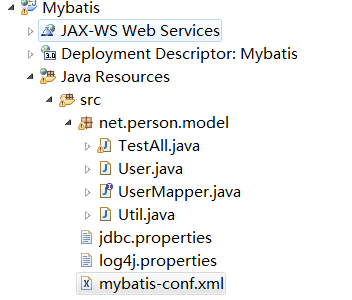 Mybatis
JAX-WS Web Services
Deployment Descriptor: Mybatis
Java Resources
src
net.person.model
TestAll.java
User.java
UserMapper.java
Util.java
jdbc.properties
log4j.properties
mybatis-conf.xml